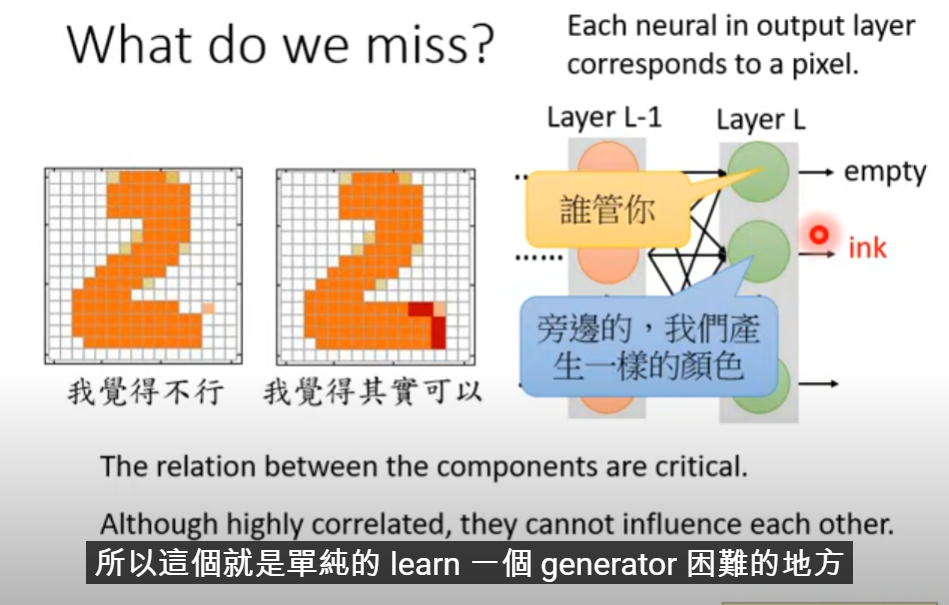 What do we miss?
Each neural in output layer
corresponds to a pixel.
Layer L-1
Layer L
empty
誰管你
ink
旁邊的，我們產
生一樣的顏色
我覺得不行
我覺得其實可以
The relation between the components are critical.
Although highly correlated, they cannot influence each other.
所以這個就是單純的 learn 一個 generator 困難的地方